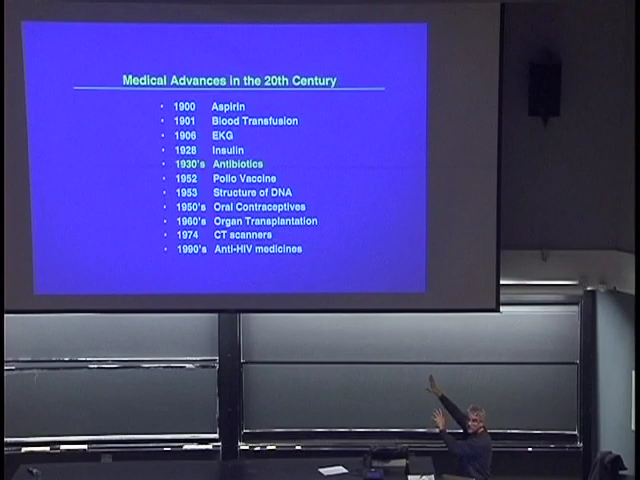 Medical Advances in the 20th Century
• 1900 Aspirin
• 1901 Blood Transfusion
• 1906 EKG
• 1928 Insulin
• 1930's Antibiotics
• 1952 Polio Vaccine
• 1953 Structure of DNA
• 1950's Oral Contraceptives
• 1960's Organ Transplantation
• 1974 CT scanners
• 1990's Anti-HIV medicines